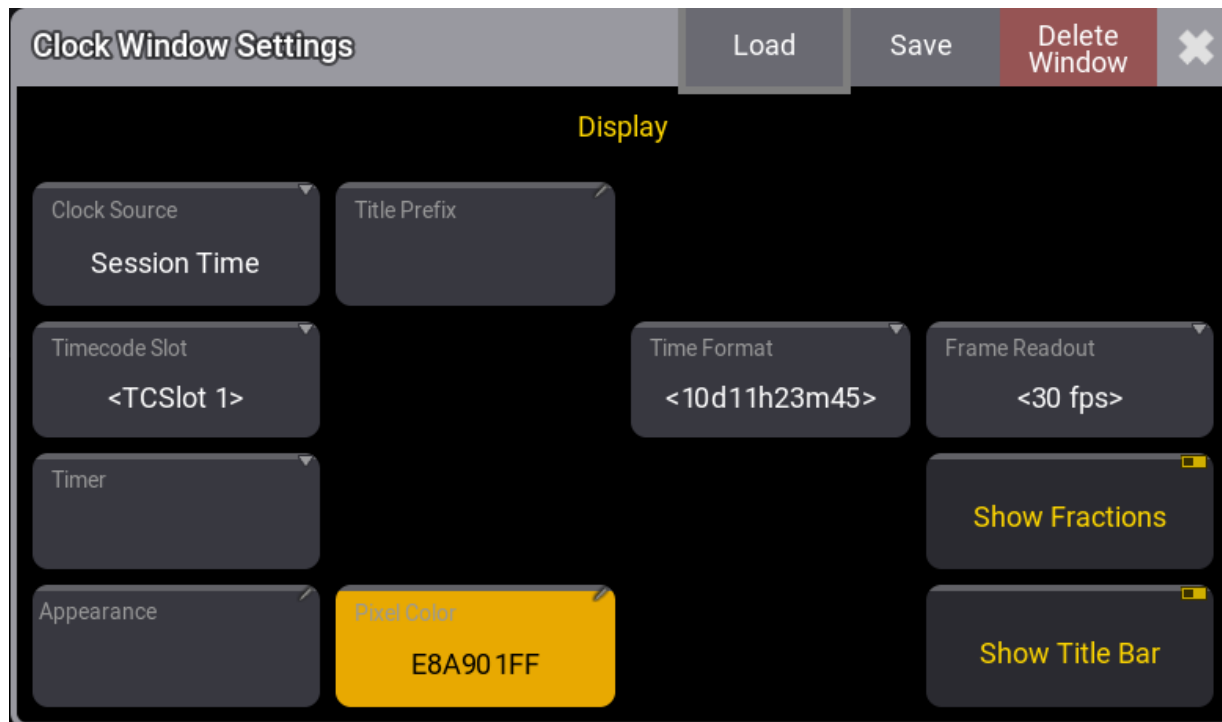 Clock Window Settings
Load
Save
Delete
Window
Display
Clock Source
Session Time
Title Prefix
Timecode Slot
<TCSlot 1>
Time Format
<10d11h23m45>
Frame Readout
<30 fps>
Timer
Show Fractions
Appearance
Pixel Color
E8A901FF
Show Title Bar